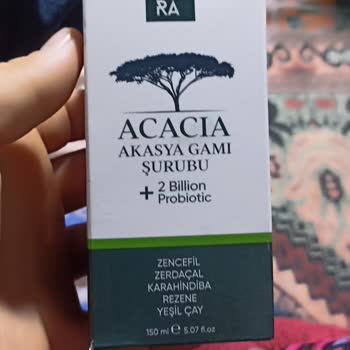 RA
ACACIA
AKASYA GAMI
ŞURUBU
+ 2 Billion
Probiotic
ZENCEFİL
ZERDAÇAL
KARAHİNDİBA
REZENE
YEŞİL ÇAY
150 ml ℮ 5.07 fl.oz